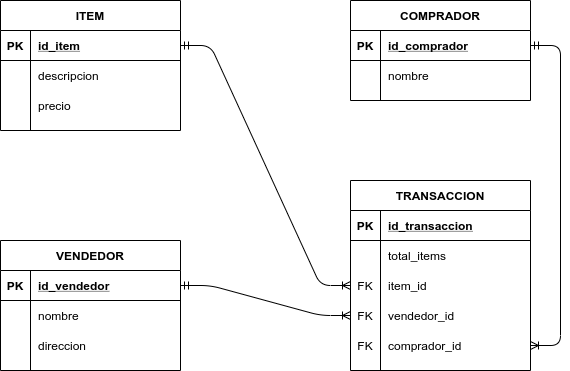 ITEM
PK id_item
descripcion
precio
COMPRADOR
PK id_comprador
nombre
VENDEDOR
PK id_vendedor
nombre
direccion
TRANSACCION
PK id_transaccion
total_items
FK item_id
FK vendedor_id
FK comprador_id